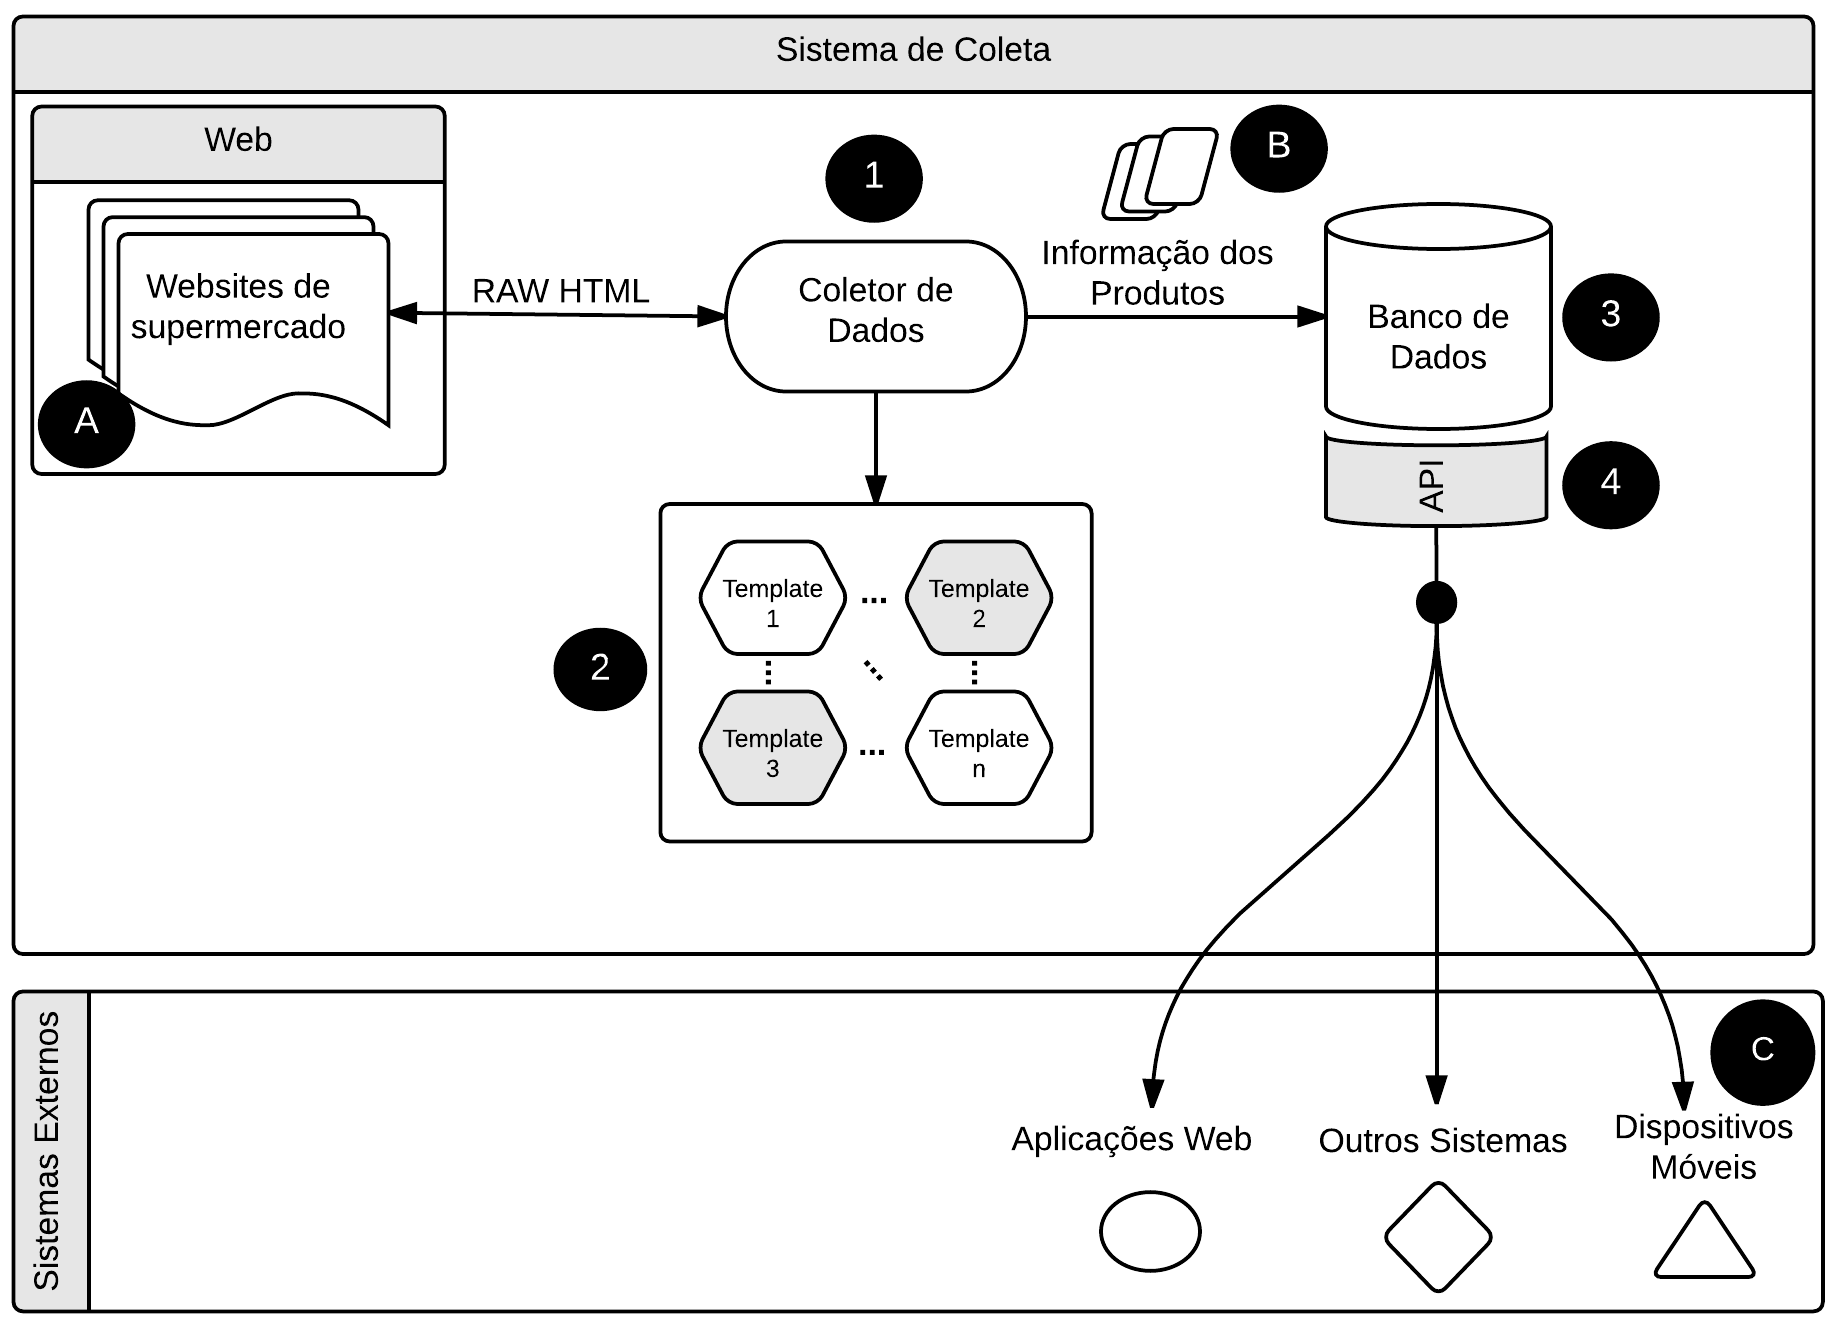 Sistema de Coleta
Web
Websites de
supermercado
A
RAW HTML
1
Coletor de
Dados
B
Informação dos
Produtos
Banco de
Dados
3
API
4
2
Template
1
...
Template
2
Template
3
...
Template
n
Sistemas Externos
C
Aplicações Web
Outros Sistemas
Dispositivos
Móveis